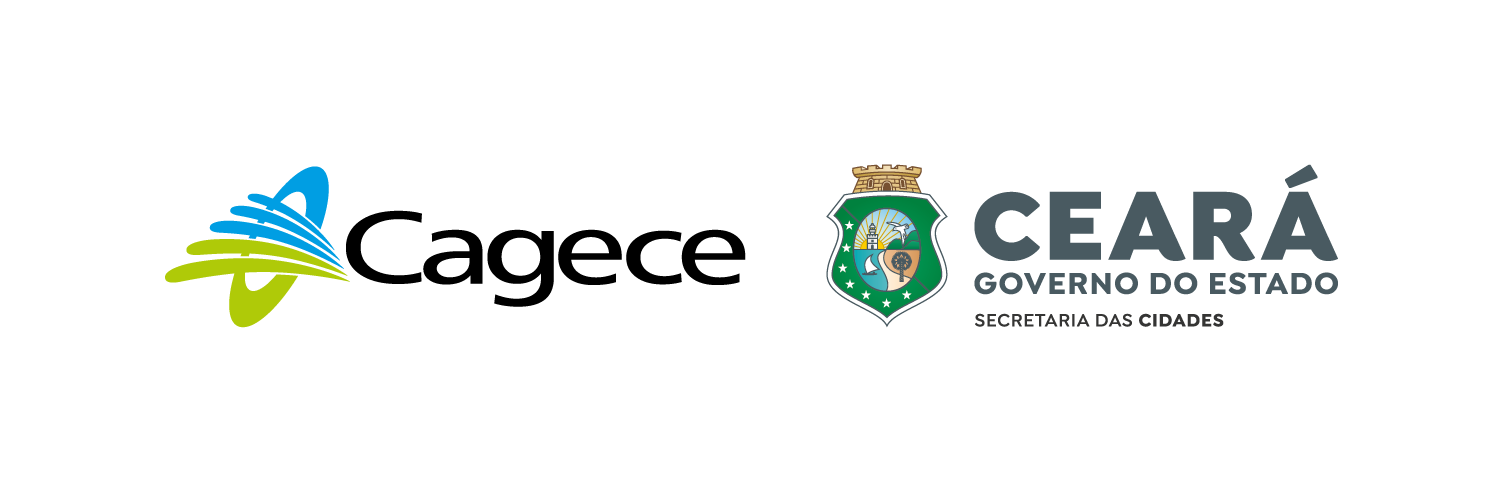 Cagece
CEARÁ
GOVERNO DO ESTADO
SECRETARIA DAS CIDADES